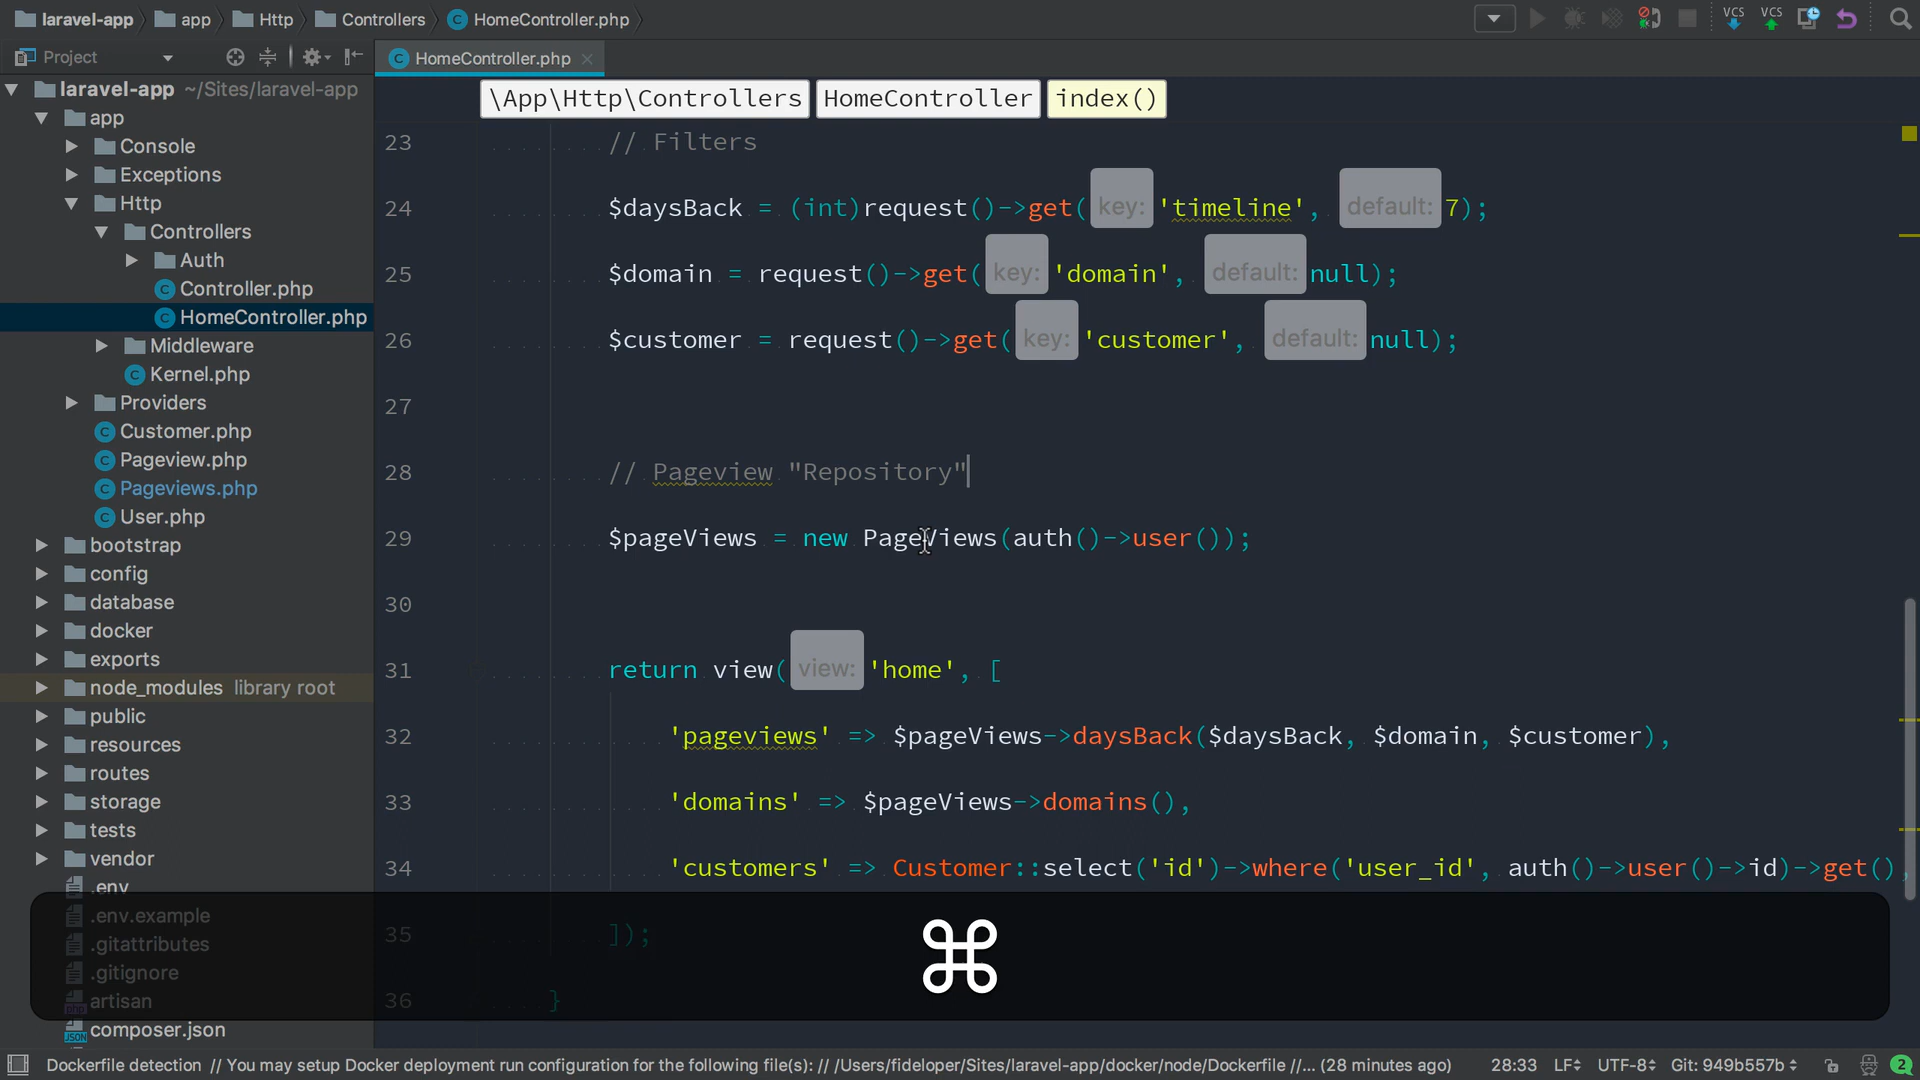 laravel-app app Http Controllers HomeController.php
Project
HomeController.php
\App\Http\Controllers HomeController index()
laravel-app ~/Sites/laravel-app
app
Console
Exceptions
Http
Controllers
Auth
Controller.php
HomeController.php
Middleware
Kernel.php
Providers
Customer.php
Pageview.php
Pageviews.php
User.php
bootstrap
config
database
docker
exports
node_modules library root
public
resources
routes
storage
tests
vendor
.env
.env.example
.gitattributes
.gitignore
artisan
composer.json
23 // Filters
24 $daysBack = (int)request()->get( key: 'timeline', default: 7);
25 $domain = request()->get( key: 'domain', default: null);
26 $customer = request()->get( key: 'customer', default: null);
27
28 // Pageview "Repository"
29 $pageViews = new PageViews(auth()->user());
30
31 return view( view: 'home', [
32 'pageviews' => $pageViews->daysBack($daysBack, $domain, $customer),
33 'domains' => $pageViews->domains(),
34 'customers' => Customer::select('id')->where('user_id', auth()->user()->id)->get(),
35 ]);
36 }
⌘
Dockerfile detection // You may setup Docker deployment run configuration for the following file(s): // /Users/fideloper/Sites/laravel-app/docker/node/Dockerfile //... (28 minutes ago) 28:33 LF UTF-8 Git: 949b557b 2
VCS VCS